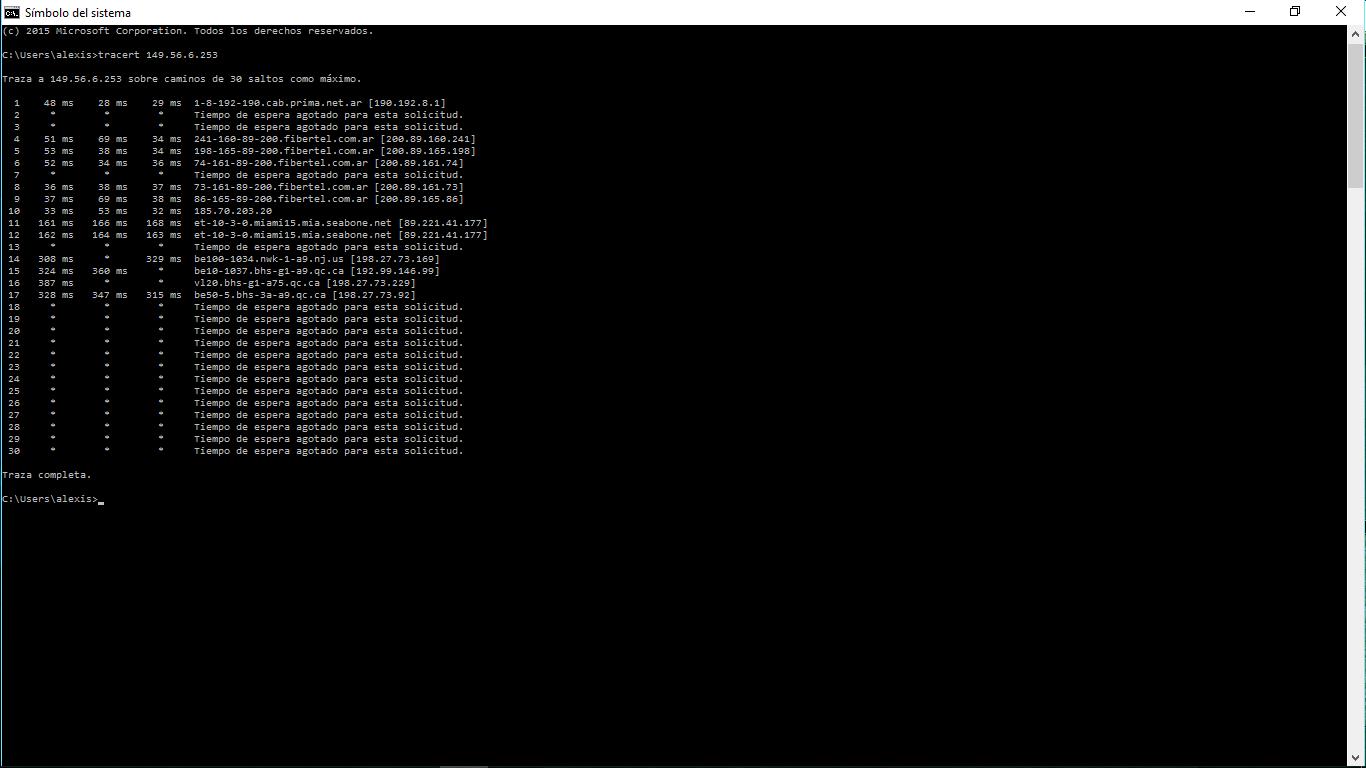 Símbolo del sistema
(c) 2015 Microsoft Corporation. Todos los derechos reservados.
C:\Users\alexis>tracert 149.56.6.253
Traza a 149.56.6.253 sobre caminos de 30 saltos como máximo.
1 48 ms 28 ms 29 ms 1-8-192-190.cab.prima.net.ar [190.192.8.1]
2 * * * Tiempo de espera agotado para esta solicitud.
3 * * * Tiempo de espera agotado para esta solicitud.
4 51 ms 69 ms 34 ms 241-160-89-200.fibertel.com.ar [200.89.160.241]
5 53 ms 38 ms 34 ms 198-165-89-200.fibertel.com.ar [200.89.165.198]
6 52 ms 34 ms 36 ms 74-161-89-200.fibertel.com.ar [200.89.161.74]
7 * * * Tiempo de espera agotado para esta solicitud.
8 36 ms 38 ms 37 ms 73-161-89-200.fibertel.com.ar [200.89.161.73]
9 37 ms 69 ms 38 ms 86-165-89-200.fibertel.com.ar [200.89.165.86]
10 33 ms 53 ms 32 ms 185.70.203.20
11 161 ms 166 ms 168 ms et-10-3-0.miami15.mia.seabone.net [89.221.41.177]
12 162 ms 164 ms 163 ms et-10-3-0.miami15.mia.seabone.net [89.221.41.177]
13 * * * Tiempo de espera agotado para esta solicitud.
14 308 ms * 329 ms be100-1034.nwk-1-a9.nj.us [198.27.73.169]
15 324 ms 360 ms * be10-1037.bhs-g1-a9.qc.ca [192.99.146.99]
16 387 ms * * vl20.bhs-g1-a75.qc.ca [198.27.73.229]
17 328 ms 347 ms 315 ms be50-5.bhs-3a-a9.qc.ca [198.27.73.92]
18 * * * Tiempo de espera agotado para esta solicitud.
19 * * * Tiempo de espera agotado para esta solicitud.
20 * * * Tiempo de espera agotado para esta solicitud.
21 * * * Tiempo de espera agotado para esta solicitud.
22 * * * Tiempo de espera agotado para esta solicitud.
23 * * * Tiempo de espera agotado para esta solicitud.
24 * * * Tiempo de espera agotado para esta solicitud.
25 * * * Tiempo de espera agotado para esta solicitud.
26 * * * Tiempo de espera agotado para esta solicitud.
27 * * * Tiempo de espera agotado para esta solicitud.
28 * * * Tiempo de espera agotado para esta solicitud.
29 * * * Tiempo de espera agotado para esta solicitud.
30 * * * Tiempo de espera agotado para esta solicitud.
Traza completa.
C:\Users\alexis>